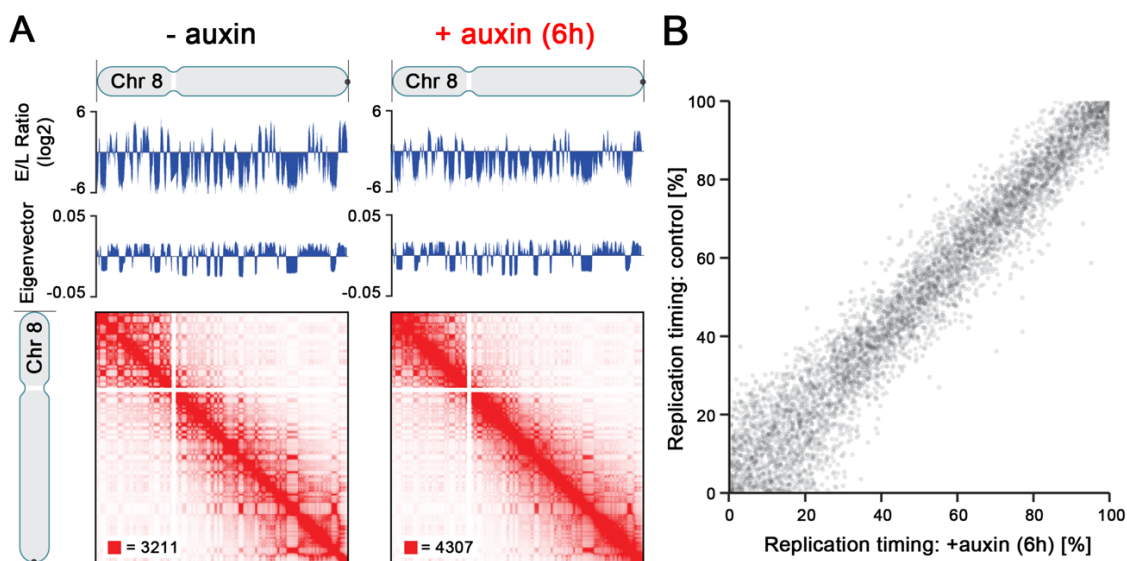 A
- auxin
+ auxin (6h)
B
Chr 8
Chr 8
E/L Ratio
(log2)
6
-6
6
-6
Eigenvector
0.05
-0.05
0.05
-0.05
Chr 8
= 3211
= 4307
Replication timing: control [%]
100
80
60
40
20
0
0
20
40
60
80
100
Replication timing: +auxin (6h) [%]